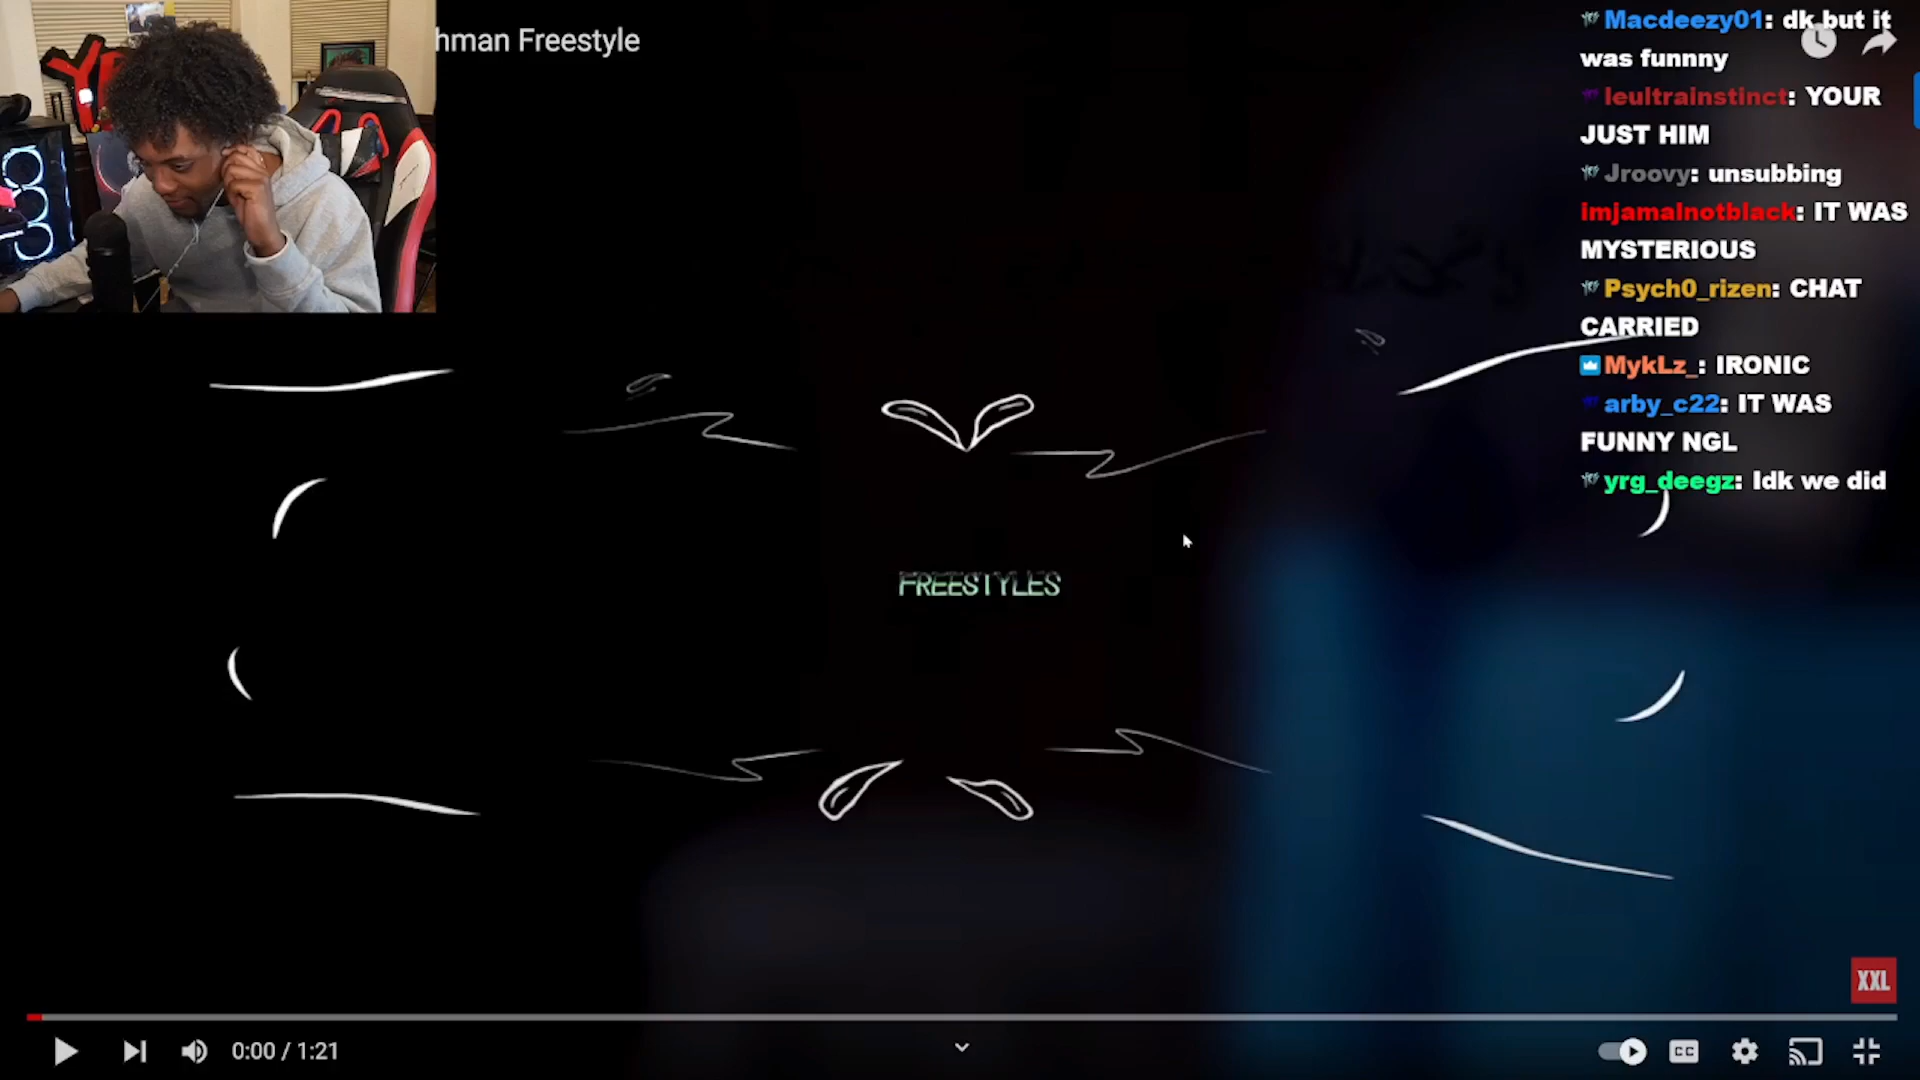 hman Freestyle
Macdeezy01: dk but it
was funnny
leultrainstinct: YOUR
JUST HIM
Jroovy: unsubbing
imjamalnotblack: IT WAS
MYSTERIOUS
Psych0_rizen: CHAT
CARRIED
MykLz_: IRONIC
arby_c22: IT WAS
FUNNY NGL
yrg_deegz: Idk we did
FREESTYLES
XXL
0:00 / 1:21
CC